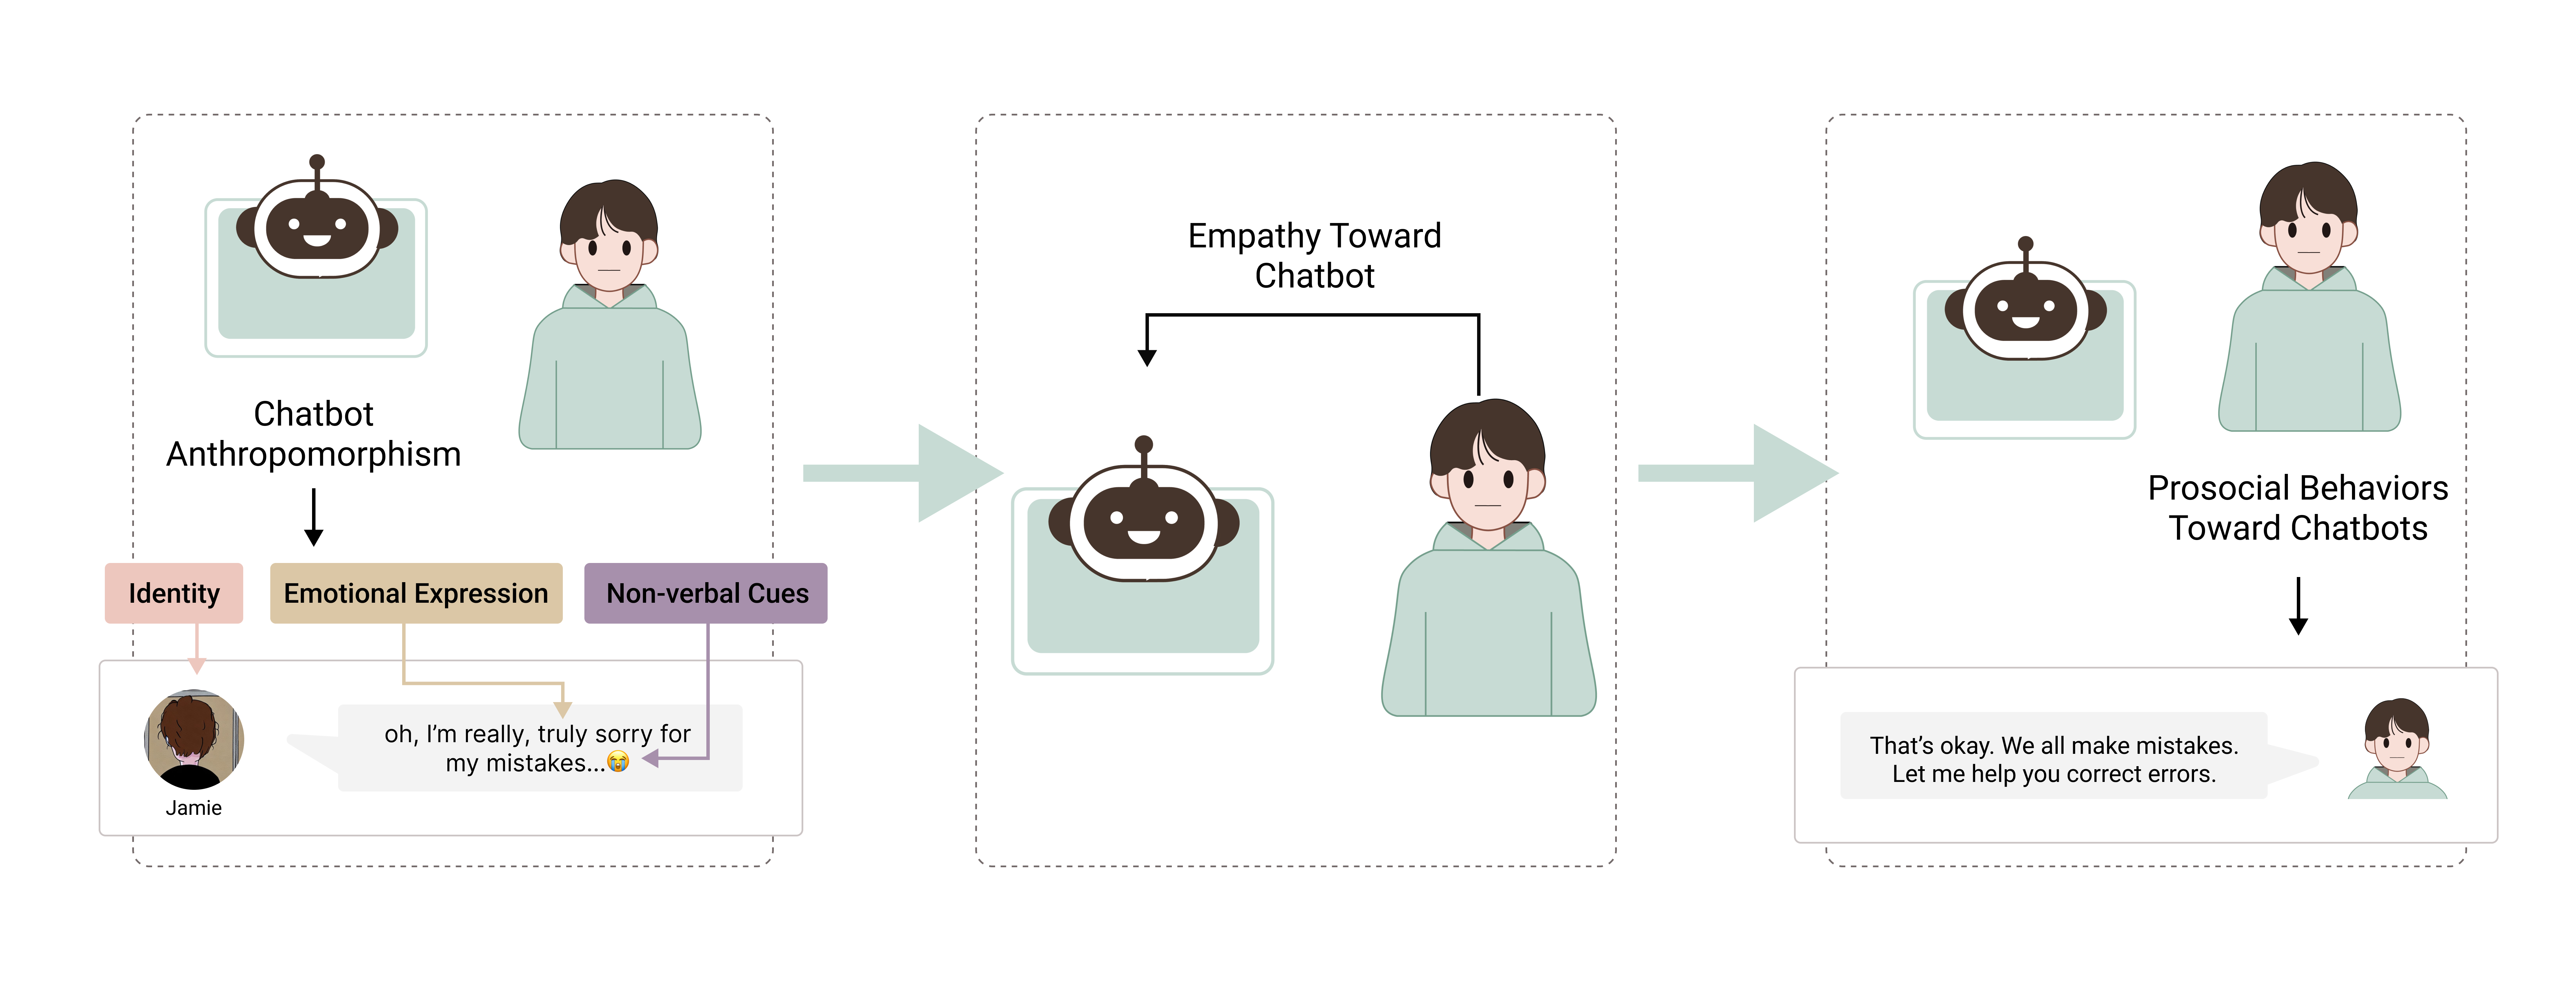 Chatbot
Anthropomorphism
Identity
Emotional Expression
Non-verbal Cues
oh, I’m really, truly sorry for
my mistakes...😭
Jamie
Empathy Toward
Chatbot
Prosocial Behaviors
Toward Chatbots
That’s okay. We all make mistakes.
Let me help you correct errors.